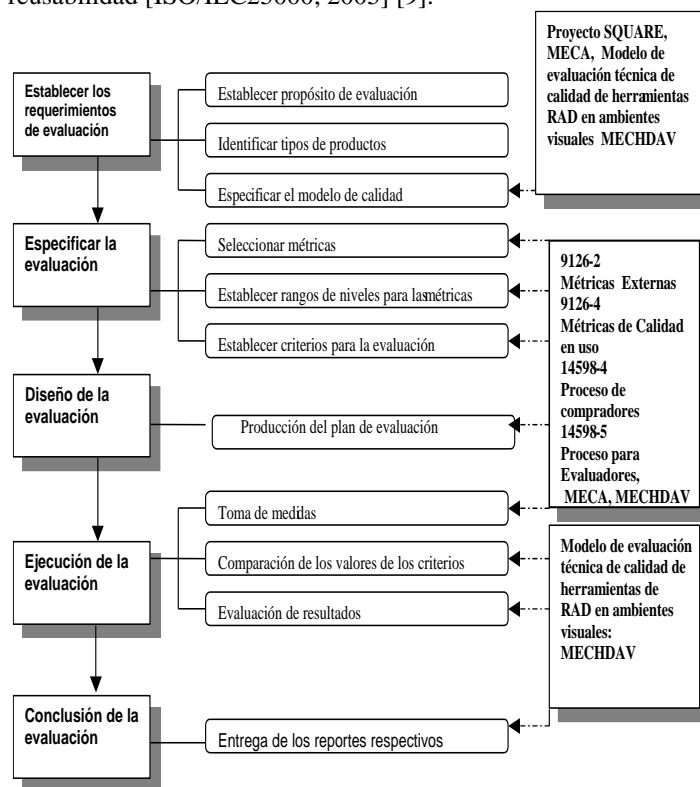 reusabilidad [ISO/IEC25000, 2005] [9].
Proyecto SQUARE,
MECA, Modelo de
evaluación técnica de
calidad de herramientas
RAD en ambientes
visuales MECHDAV
Establecer los
requerimientos
de evaluación
Establecer propósito de evaluación
Identificar tipos de productos
Especificar el modelo de calidad
Especificar la
evaluación
Seleccionar métricas
Establecer rangos de niveles para las métricas
Establecer criterios para la evaluación
9126-2
Métricas Externas
9126-4
Métricas de Calidad
en uso
14598-4
Proceso de
compradores
14598-5
Proceso para
Evaluadores,
MECA, MECHDAV
Diseño de la
evaluación
Producción del plan de evaluación
Ejecución de la
evaluación
Toma de medidas
Comparación de los valores de los criterios
Evaluación de resultados
Modelo de evaluación
técnica de calidad de
herramientas de
RAD en ambientes
visuales:
MECHDAV
Conclusión de la
evaluación
Entrega de los reportes respectivos